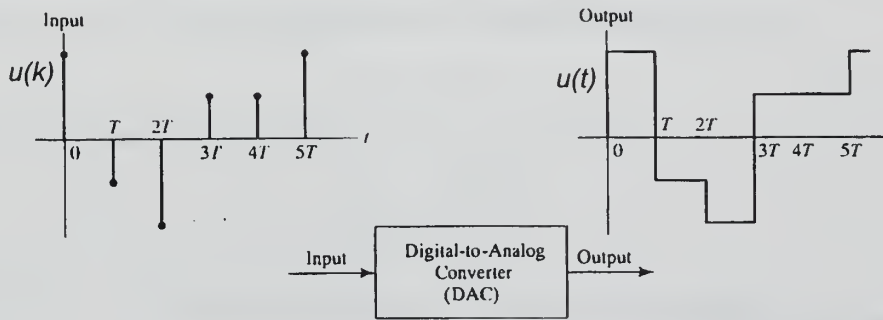 Input
u(k)
T
2T
0
3T
4T
5T
t
Output
u(t)
T
2T
0
3T
4T
5T
Input
Digital-to-Analog
Converter
(DAC)
Output